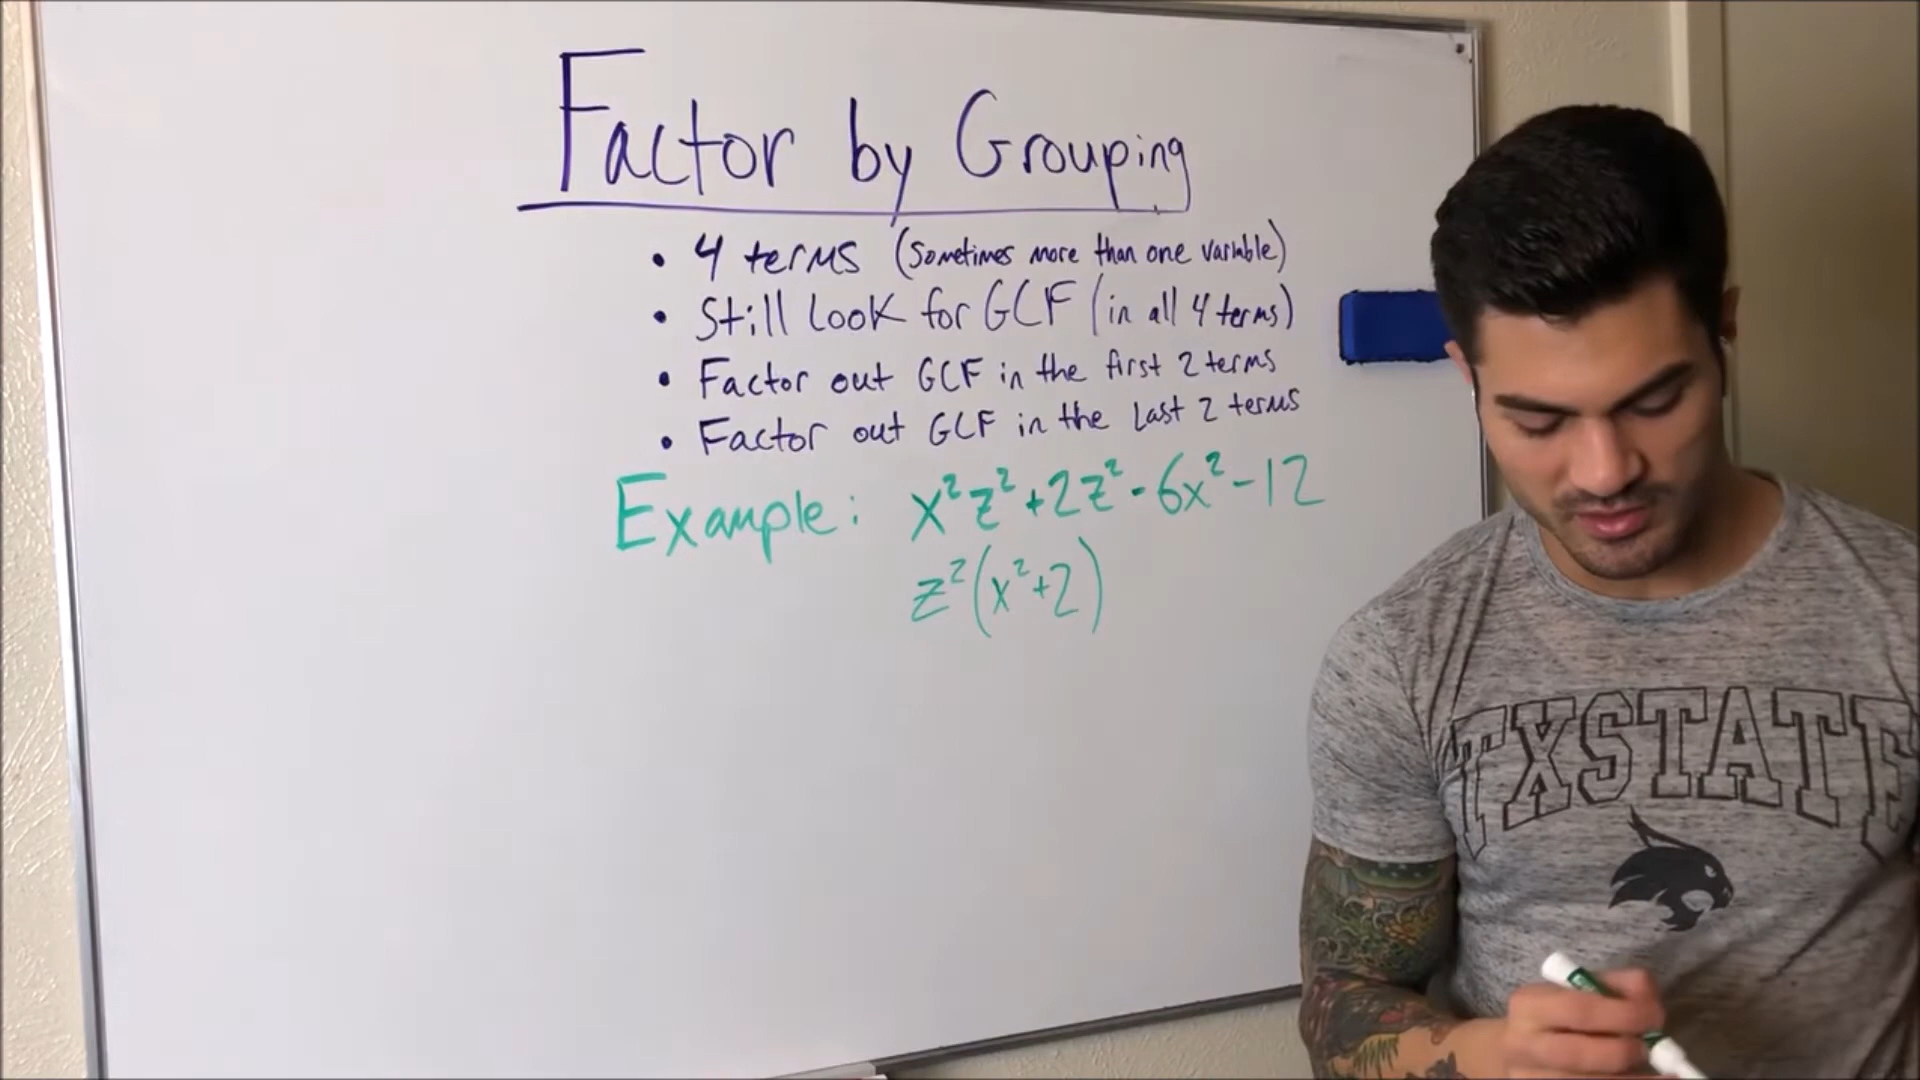 Factor by Grouping
• 4 terms (Sometimes more than one variable)
• Still look for GCF (in all 4 terms)
• Factor out GCF in the first 2 terms
• Factor out GCF in the last 2 terms
Example: x²z²+2z²-6x²-12
z²(x²+2)
TXSTATE